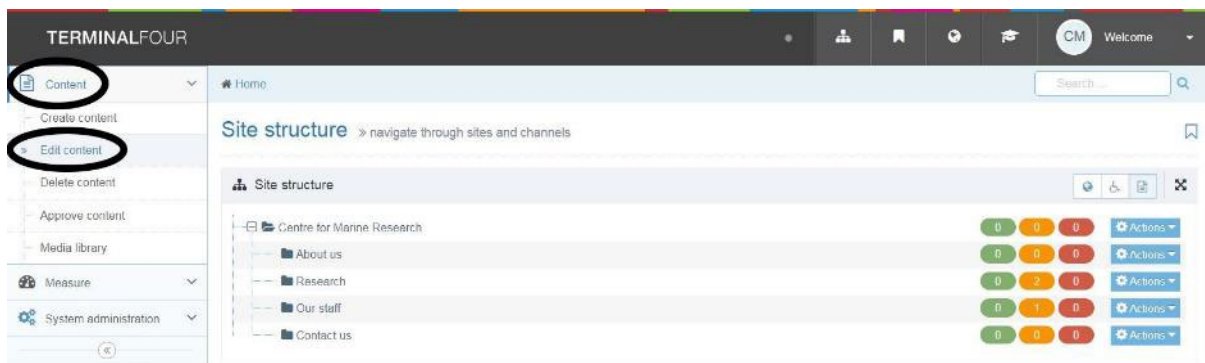 TERMINALFOUR
CM Welcome
Content
Home
Search ...
Create content
Site structure » navigate through sites and channels
» Edit content
Delete content
Site structure
Approve content
Centre for Marine Research 0 0 0 Actions
Media library
About us 0 0 0 Actions
Measure
Research 0 2 0 Actions
Our staff 0 1 0 Actions
System administration
Contact us 0 0 0 Actions